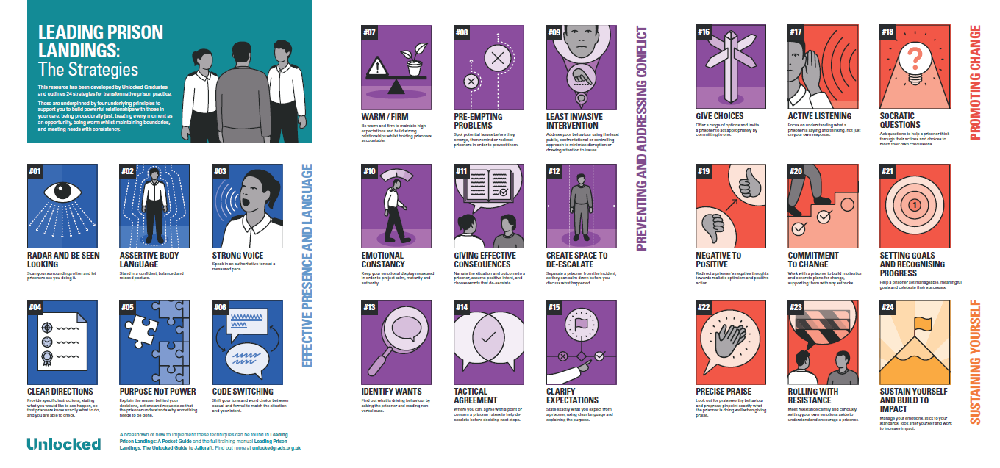 LEADING PRISON
LANDINGS:
The Strategies
This resource has been developed by Unlocked Graduates
and outlines 24 strategies for transformative prison practice.
These are underpinned by four underlying principles to
support you to build powerful relationships with those in
your care: being procedurally just, treating every moment as
an opportunity, being warm whilst maintaining boundaries,
and meeting needs with consistency.
#01
RADAR AND BE SEEN
LOOKING
Scan your surroundings often and let
prisoners see you doing it.
#02
ASSERTIVE BODY
LANGUAGE
Stand in a confident, balanced and
relaxed posture.
#03
STRONG VOICE
Speak in an authoritative tone at a
measured pace.
#04
CLEAR DIRECTIONS
Provide specific instructions, stating
what you would like to see happen, so
that prisoners know exactly what to do,
and you are able to check.
#05
PURPOSE NOT POWER
Explain the reason behind your
decisions, actions and requests so that
the prisoner understands why something
needs to be done.
#06
CODE SWITCHING
Shift your tone and word choice between
casual and formal to match the situation
and your intent.
EFFECTIVE PRESENCE AND LANGUAGE
Unlocked
A breakdown of how to implement these techniques can be found in Leading
Prison Landings: A Pocket Guide and the full training manual Leading Prison
Landings: The Unlocked Guide to Jailcraft. Find out more at unlockedgrads.org.uk
#07
WARM / FIRM
Be warm and firm to maintain high
expectations and build strong
relationships whilst holding prisoners
accountable.
#08
PRE-EMPTING
PROBLEMS
Spot potential issues before they
emerge, then remind or redirect
prisoners in order to prevent them.
#09
LEAST INVASIVE
INTERVENTION
Address poor behaviour using the least
public, confrontational or controlling
approach to minimise disruption or
drawing attention to issues.
#10
EMOTIONAL
CONSTANCY
Keep your emotional display measured
in order to project calm, maturity and
authority.
#11
GIVING EFFECTIVE
CONSEQUENCES
Narrate the situation and outcome to a
prisoner, assume positive intent, and
choose words that de-escalate.
#12
CREATE SPACE TO
DE-ESCALATE
Separate a prisoner from the incident,
so they can calm down before you
discuss what happened.
#13
IDENTIFY WANTS
Find out what is driving behaviour by
asking the prisoner and reading non-
verbal cues.
#14
TACTICAL
AGREEMENT
Where you can, agree with a point or
concern a prisoner raises to help de-
escalate before deciding next steps.
#15
CLARIFY
EXPECTATIONS
State exactly what you expect from
a prisoner, using clear language and
explaining the purpose.
PREVENTING AND ADDRESSING CONFLICT
#16
GIVE CHOICES
Offer a range of options and invite
a prisoner to act appropriately by
committing to one.
#17
ACTIVE LISTENING
Focus on understanding what a
prisoner is saying and thinking, not just
on your own response.
#18
SOCRATIC
QUESTIONS
Ask questions to help a prisoner think
through their actions and choices to
reach their own conclusions.
?
#19
NEGATIVE TO
POSITIVE
Redirect a prisoner's negative thoughts
towards realistic optimism and positive
action.
#20
COMMITMENT
TO CHANGE
Work with a prisoner to build motivation
and concrete plans for change,
supporting them with any setbacks.
#21
1
SETTING GOALS
AND RECOGNISING
PROGRESS
Help a prisoner set manageable, meaningful
goals and celebrate their successes.
#22
PRECISE PRAISE
Look out for praiseworthy behaviour
and progress; pinpoint exactly what
the prisoner is doing well when giving
praise.
#23
ROLLING WITH
RESISTANCE
Meet resistance calmly and curiously,
setting your own emotions aside to
understand and encourage a prisoner.
PROMOTING CHANGE
#24
SUSTAIN YOURSELF
AND BUILD TO
IMPACT
Manage your emotions, stick to your
standards, look after yourself and work
to increase impact.
SUSTAINING YOURSELF